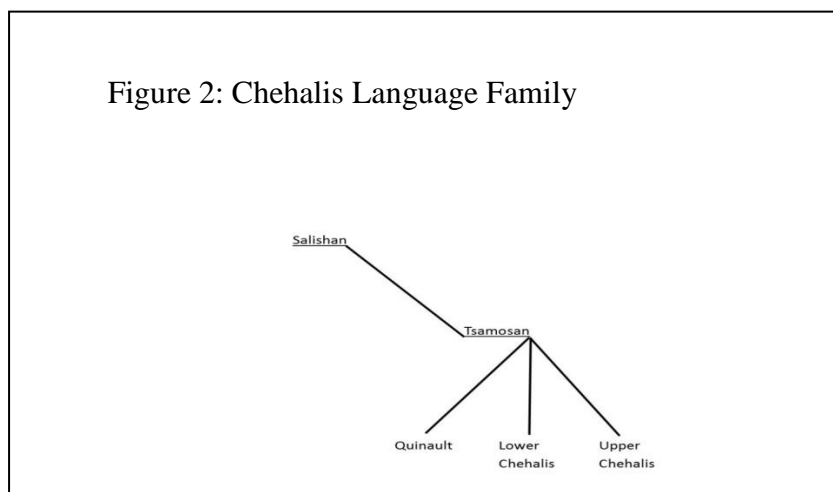 Figure 2: Chehalis Language Family
Salishan
Tsamosan
Quinault
Lower
Chehalis
Upper
Chehalis